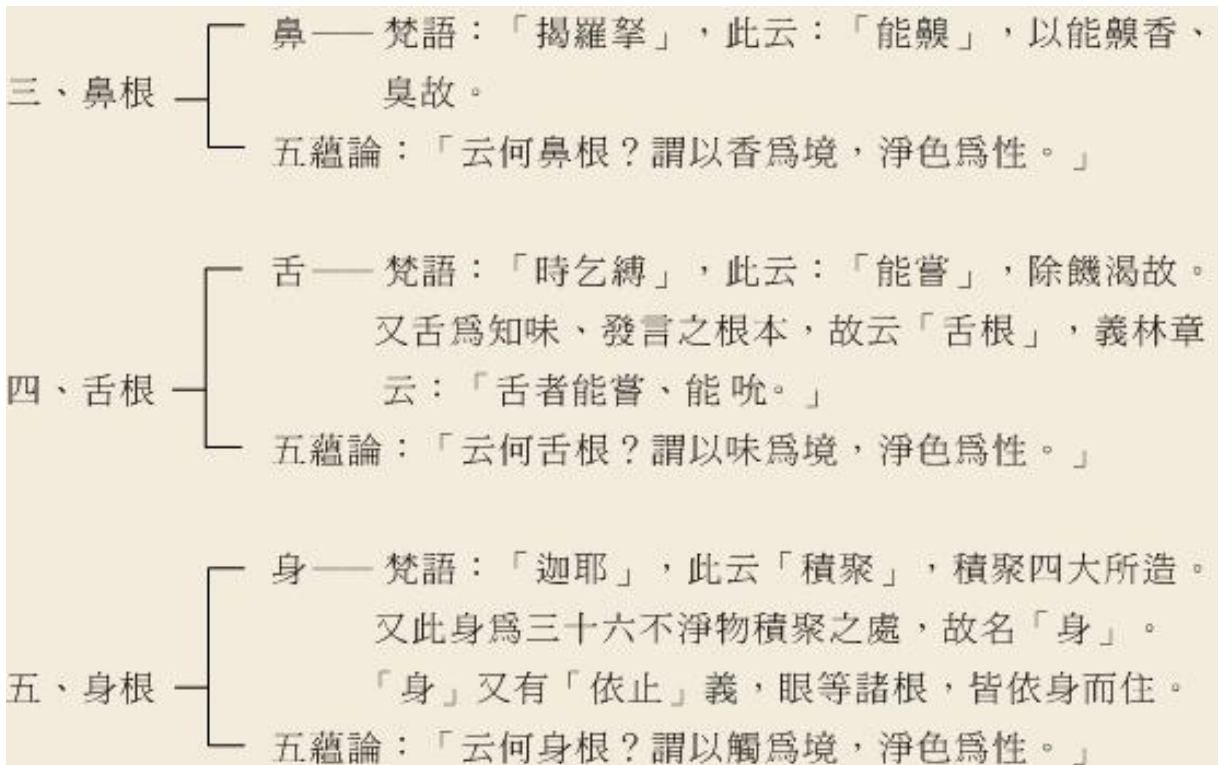 鼻——梵語：「揭羅拏」，此云：「能齅」，以能齅香、
三、鼻根
臭故。
五蘊論：「云何鼻根？謂以香爲境，淨色爲性。」
舌——梵語：「時乞縛」，此云：「能嘗」，除饑渴故。
又舌爲知味、發言之根本，故云「舌根」，義林章
四、舌根
云：「舌者能嘗、能吮。」
五蘊論：「云何舌根？謂以味爲境，淨色爲性。」
身——梵語：「迦耶」，此云「積聚」，積聚四大所造。
又此身爲三十六不淨物積聚之處，故名「身」。
五、身根
「身」又有「依止」義，眼等諸根，皆依身而住。
五蘊論：「云何身根？謂以觸爲境，淨色爲性。」